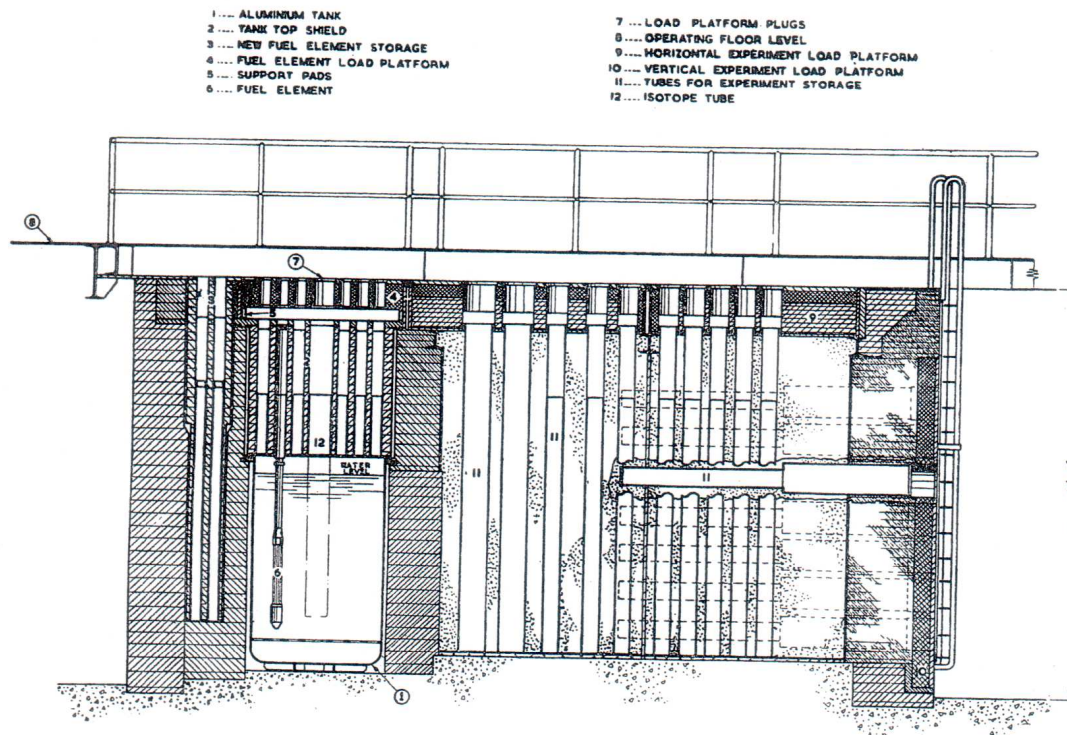 1.... ALUMINIUM TANK
2.... TANK TOP SHIELD
3.... NEW FUEL ELEMENT STORAGE
4.... FUEL ELEMENT LOAD PLATFORM
5.... SUPPORT PADS
6.... FUEL ELEMENT
7.... LOAD PLATFORM PLUGS
8.... OPERATING FLOOR LEVEL
9.... HORIZONTAL EXPERIMENT LOAD PLATFORM
10.... VERTICAL EXPERIMENT LOAD PLATFORM
11.... TUBES FOR EXPERIMENT STORAGE
12.... ISOTOPE TUBE
8
7
3
4
5
2
9
11
12
WATER
LEVEL
11
11
6
1